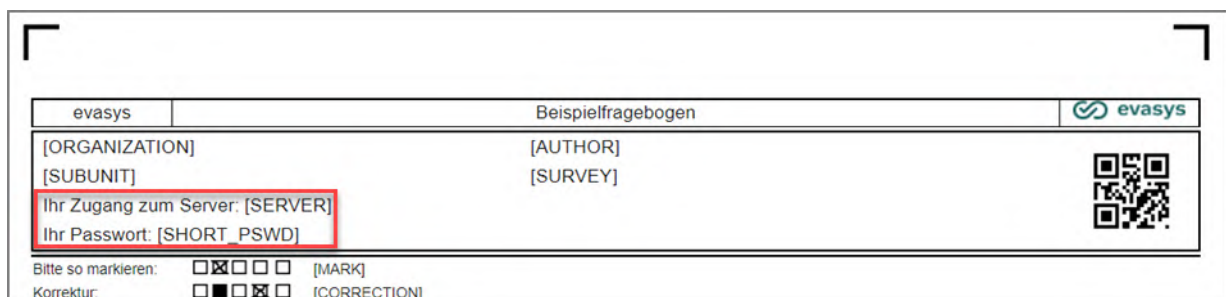 evasys Beispielfragebogen evasys
[ORGANIZATION] [AUTHOR]
[SUBUNIT] [SURVEY]
Ihr Zugang zum Server: [SERVER]
Ihr Passwort: [SHORT_PSWD]
Bitte so markieren: [MARK]
Korrektur: [CORRECTION]